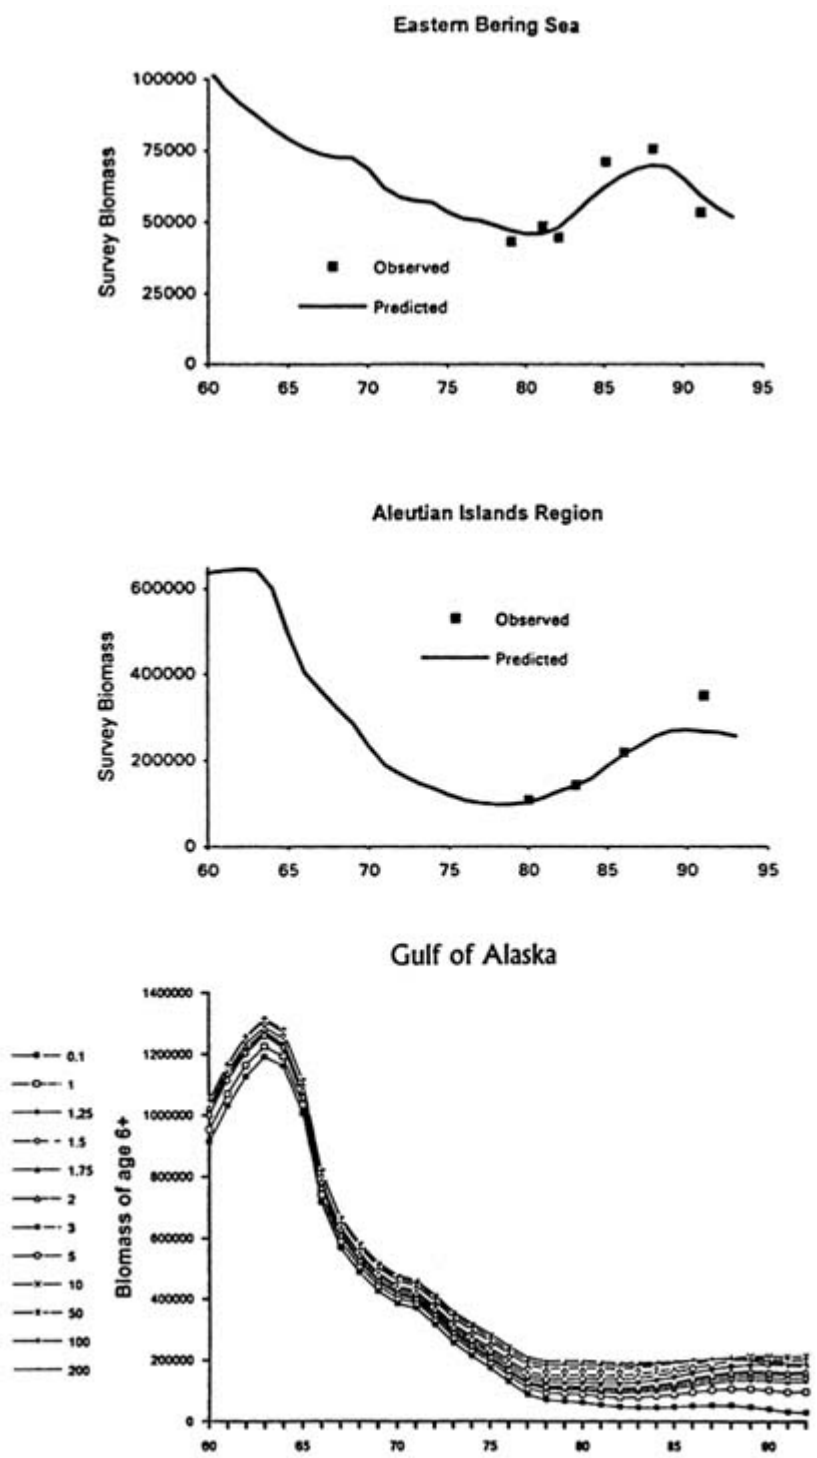 Eastern Bering Sea
100000
75000
50000
25000
0
Survey Biomass
Observed
Predicted
60 65 70 75 80 85 90 95
Aleutian Islands Region
600000
400000
200000
0
Survey Biomass
Observed
Predicted
60 65 70 75 80 85 90 95
Gulf of Alaska
1400000
1200000
1000000
800000
600000
400000
200000
0
Biomass of age 6+
0.1
1
1.25
1.5
1.75
2
3
5
10
50
100
200
60 65 70 75 80 85 90